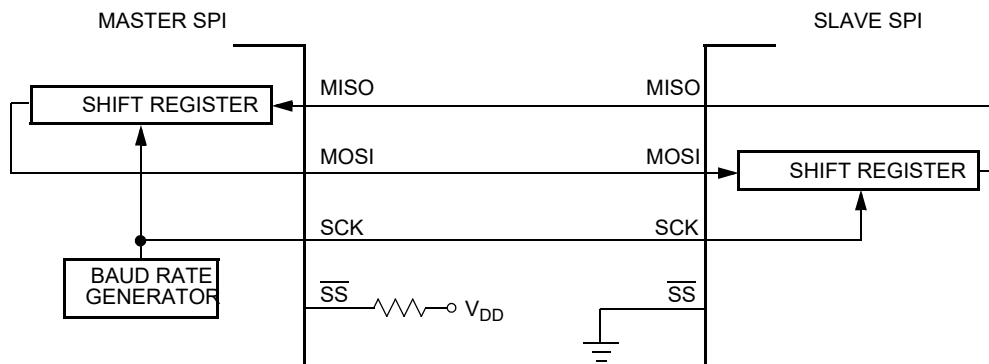 MASTER SPI
SLAVE SPI
MISO
MISO
SHIFT REGISTER
MOSI
MOSI
SHIFT REGISTER
SCK
SCK
BAUD RATE
GENERATOR
SS
VDD
SS